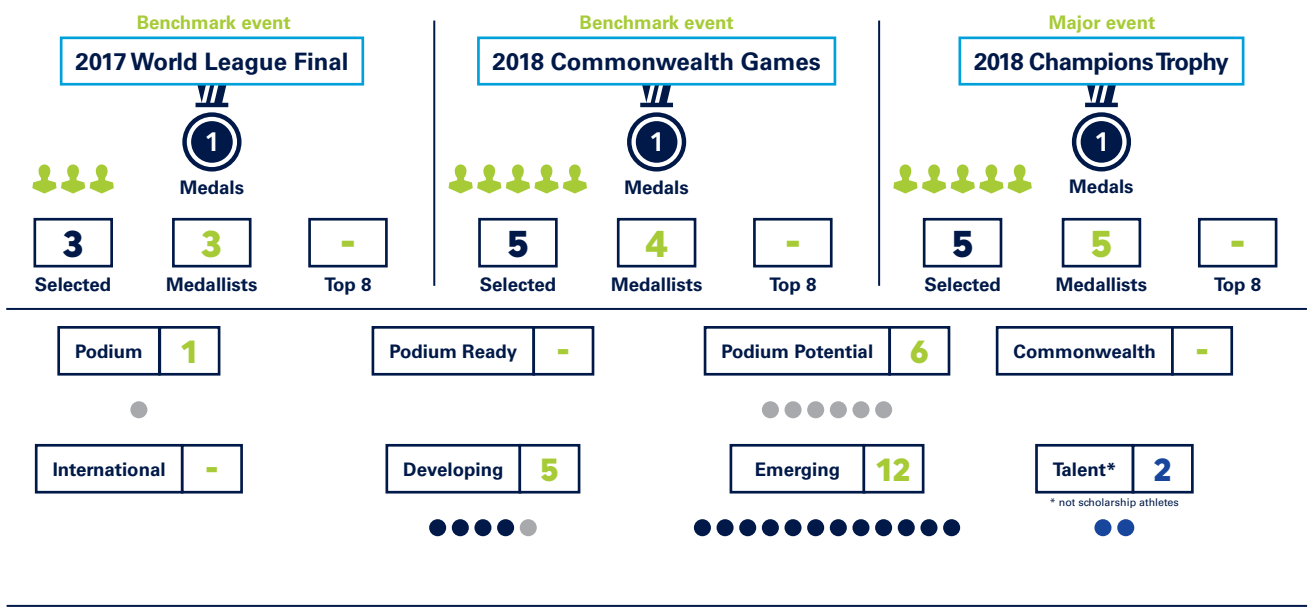 Benchmark event
2017 World League Final
1
Medals
3
Selected
3
Medallists
-
Top 8
Benchmark event
2018 Commonwealth Games
1
Medals
5
Selected
4
Medallists
-
Top 8
Major event
2018 Champions Trophy
1
Medals
5
Selected
5
Medallists
-
Top 8
Podium 1
Podium Ready -
Podium Potential 6
Commonwealth -
International -
Developing 5
Emerging 12
Talent* 2
* not scholarship athletes